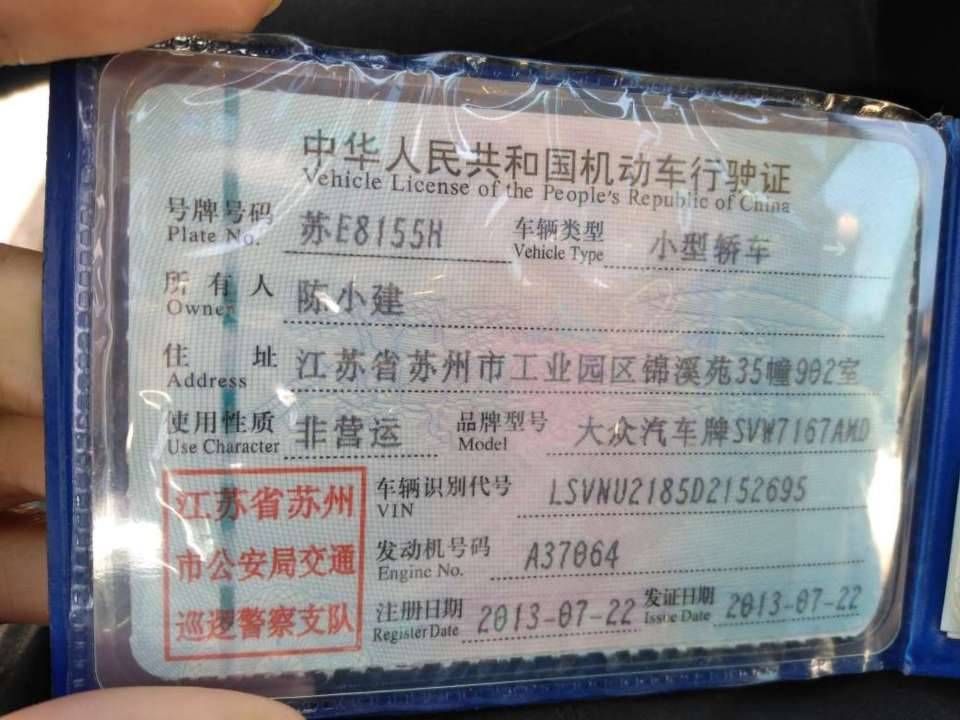 中华人民共和国机动车行驶证
Vehicle License of the People's Republic of China
号牌号码 苏E8155H 车辆类型 小型轿车
Plate No. Vehicle Type
所有人 陈小建
Owner
住址 江苏省苏州市工业园区锦溪苑35幢902室
Address
使用性质 非营运 品牌型号 大众汽车牌SVW7167AMD
Use Character Model
江苏省苏州
市公安局交通
巡逻警察支队
车辆识别代号 LSVNU2185D2152695
VIN
发动机号码 A37064
Engine No.
注册日期 2013-07-22 发证日期 2013-07-22
Register Date Issue Date